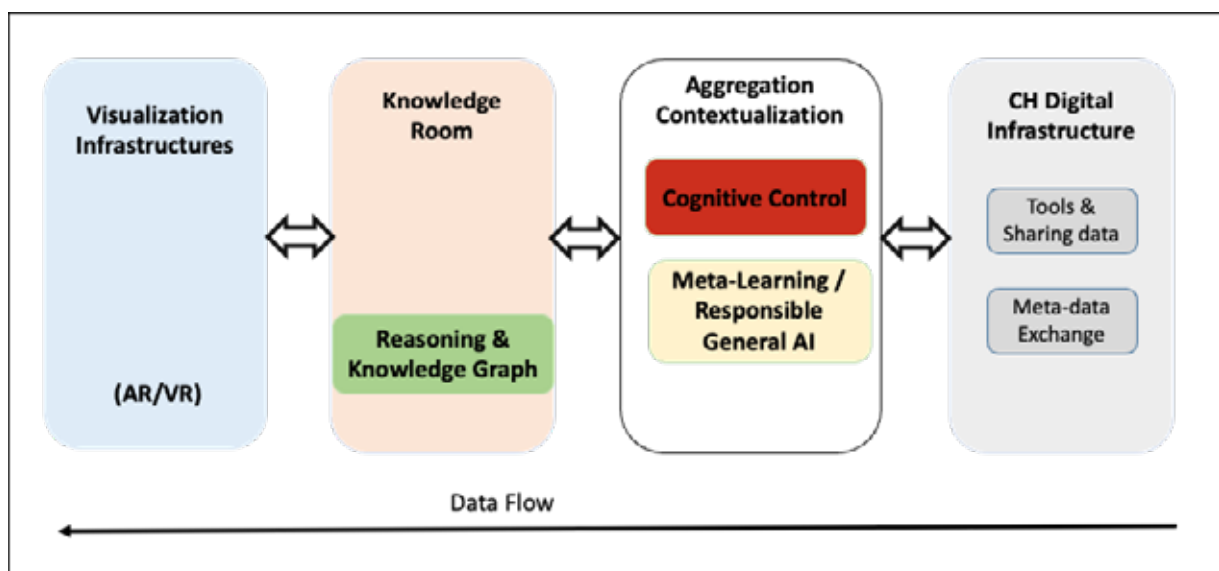 Visualization
Infrastructures
(AR/VR)
Knowledge
Room
Reasoning &
Knowledge Graph
Aggregation
Contextualization
Cognitive Control
Meta-Learning /
Responsible
General AI
CH Digital
Infrastructure
Tools &
Sharing data
Meta-data
Exchange
Data Flow